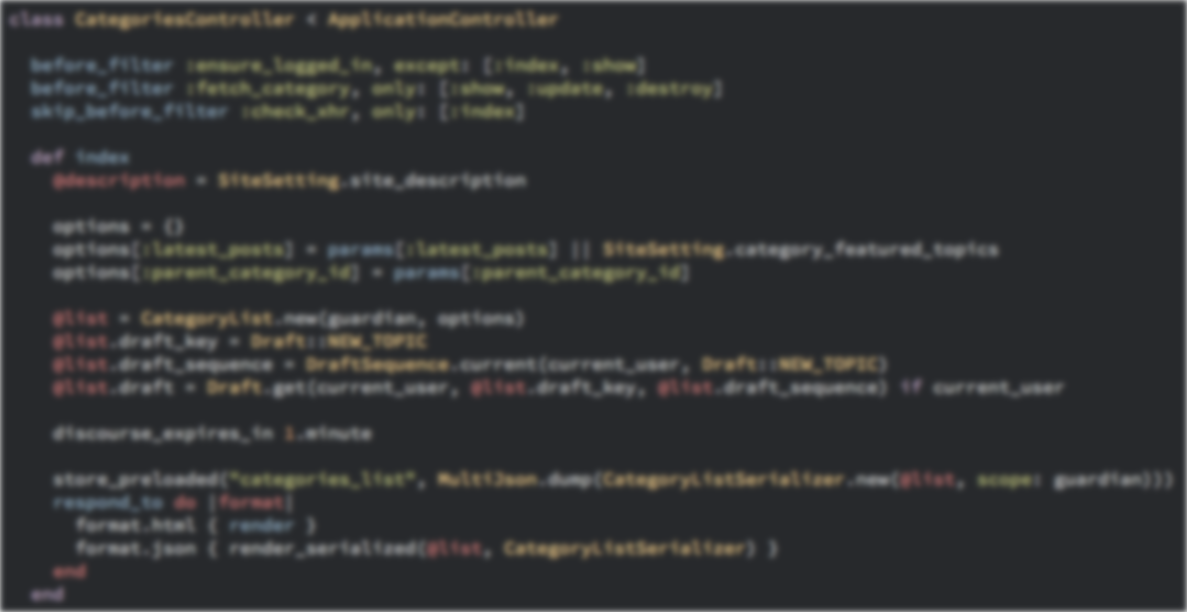 class CategoriesController < ApplicationController
before_filter :ensure_logged_in, except: [:index, :show]
before_filter :fetch_category, only: [:show, :update, :destroy]
skip_before_filter :check_xhr, only: [:index]
def index
@description = SiteSetting.site_description
options = {}
options[:latest_posts] = params[:latest_posts] || SiteSetting.category_featured_topics
options[:parent_category_id] = params[:parent_category_id]
@list = CategoryList.new(guardian, options)
@list.draft_key = Draft::NEW_TOPIC
@list.draft_sequence = DraftSequence.current(current_user, Draft::NEW_TOPIC)
@list.draft = Draft.get(current_user, @list.draft_key, @list.draft_sequence) if current_user
discourse_expires_in 1.minute
store_preloaded("categories_list", MultiJson.dump(CategoryListSerializer.new(@list, scope: guardian)))
respond_to do |format|
format.html { render }
format.json { render_serialized(@list, CategoryListSerializer) }
end
end